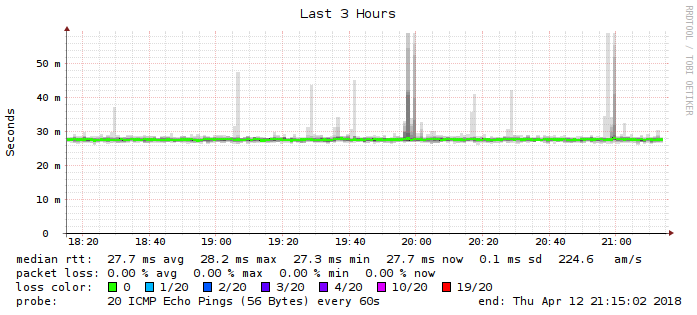 Last 3 Hours
RRDTOOL / TOBI OETIKER
Seconds
50 m
40 m
30 m
20 m
10 m
0
18:20 18:40 19:00 19:20 19:40 20:00 20:20 20:40 21:00
median rtt: 27.7 ms avg 28.2 ms max 27.3 ms min 27.7 ms now 0.1 ms sd 224.6 am/s
packet loss: 0.00 % avg 0.00 % max 0.00 % min 0.00 % now
loss color: 0 1/20 2/20 3/20 4/20 10/20 19/20
probe: 20 ICMP Echo Pings (56 Bytes) every 60s end: Thu Apr 12 21:15:02 2018